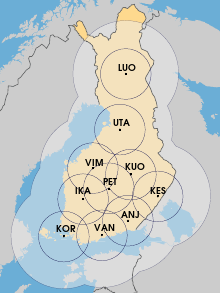 LUO
UTA
VIM
KUO
PET
IKA
KES
ANJ
KOR
VAN